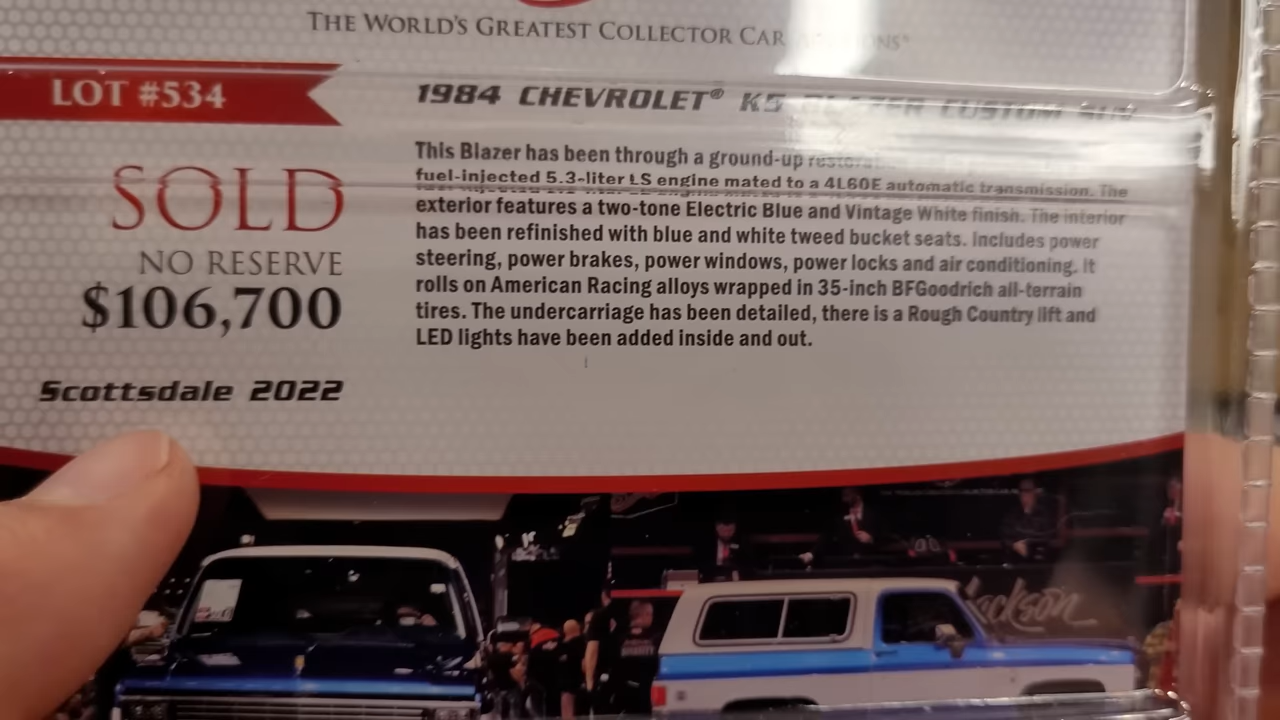 THE WORLD'S GREATEST COLLECTOR CAR
LOT #534
1984 CHEVROLET® K5 BLAZER CUSTOM SUV
SOLD
NO RESERVE
$106,700
Scottsdale 2022
This Blazer has been through a ground-up
fuel-injected 5.3-liter LS engine mated to a 4L60E automatic transmission. The
exterior features a two-tone Electric Blue and Vintage White finish. The interior
has been refinished with blue and white tweed bucket seats. Includes power
steering, power brakes, power windows, power locks and air conditioning. It
rolls on American Racing alloys wrapped in 35-inch BFGoodrich all-terrain
tires. The undercarriage has been detailed, there is a Rough Country lift and
LED lights have been added inside and out.
ackson